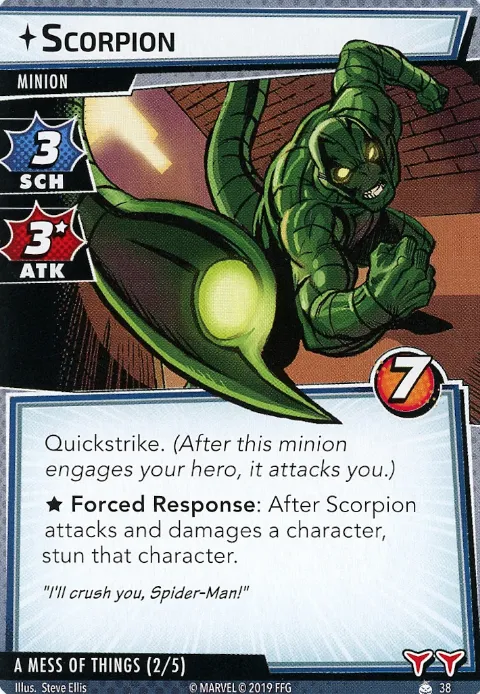 Scorpion
MINION
3
SCH
3
ATK
7
Quickstrike. (After this minion
engages your hero, it attacks you.)
★ Forced Response: After Scorpion
attacks and damages a character,
stun that character.
"I'll crush you, Spider-Man!"
A MESS OF THINGS (2/5)
Illus. Steve Ellis
© MARVEL © 2019 FFG
38